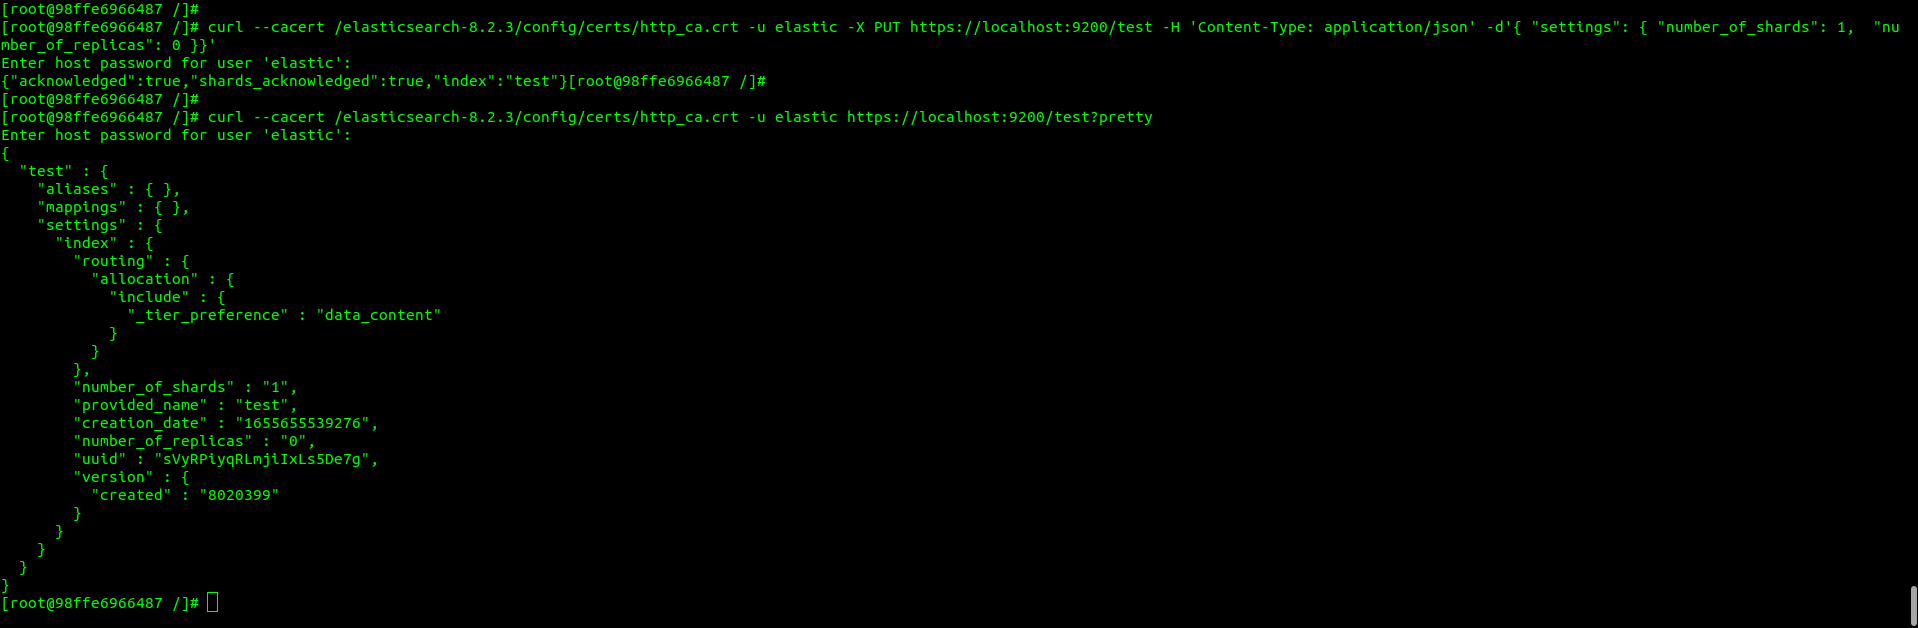 [root@98ffe6966487 /]#
[root@98ffe6966487 /]# curl --cacert /elasticsearch-8.2.3/config/certs/http_ca.crt -u elastic -X PUT https://localhost:9200/test -H 'Content-Type: application/json' -d'{ "settings": { "number_of_shards": 1,  "nu
mber_of_replicas": 0 }}'
Enter host password for user 'elastic':
{"acknowledged":true,"shards_acknowledged":true,"index":"test"}[root@98ffe6966487 /]#
[root@98ffe6966487 /]#
[root@98ffe6966487 /]# curl --cacert /elasticsearch-8.2.3/config/certs/http_ca.crt -u elastic https://localhost:9200/test?pretty
Enter host password for user 'elastic':
{
  "test" : {
    "aliases" : { },
    "mappings" : { },
    "settings" : {
      "index" : {
        "routing" : {
          "allocation" : {
            "include" : {
              "_tier_preference" : "data_content"
            }
          }
        },
        "number_of_shards" : "1",
        "provided_name" : "test",
        "creation_date" : "1655655539276",
        "number_of_replicas" : "0",
        "uuid" : "sVyRPiyqRLmjiIxLs5De7g",
        "version" : {
          "created" : "8020399"
        }
      }
    }
  }
}
[root@98ffe6966487 /]#